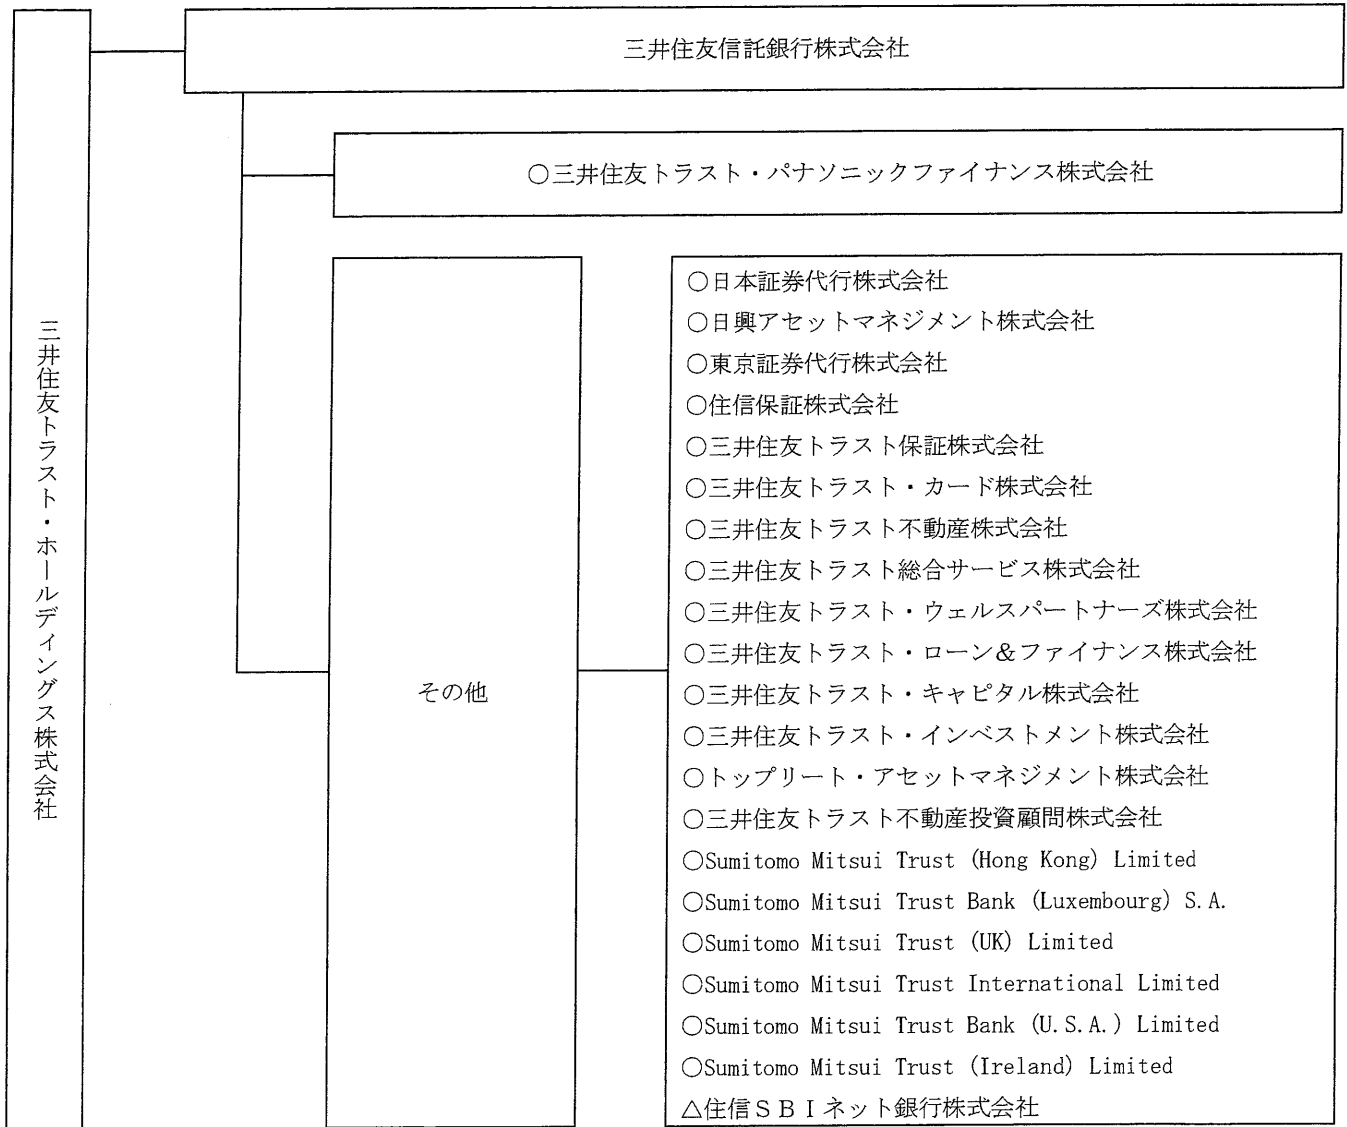 三井住友トラスト・ホールディングス株式会社
三井住友信託銀行株式会社
○三井住友トラスト・パナソニックファイナンス株式会社
その他
○日本証券代行株式会社
○日興アセットマネジメント株式会社
○東京証券代行株式会社
○住信保証株式会社
○三井住友トラスト保証株式会社
○三井住友トラスト・カード株式会社
○三井住友トラスト不動産株式会社
○三井住友トラスト総合サービス株式会社
○三井住友トラスト・ウェルスパートナーズ株式会社
○三井住友トラスト・ローン&ファイナンス株式会社
○三井住友トラスト・キャピタル株式会社
○三井住友トラスト・インベストメント株式会社
○トップリート・アセットマネジメント株式会社
○三井住友トラスト不動産投資顧問株式会社
○Sumitomo Mitsui Trust (Hong Kong) Limited
○Sumitomo Mitsui Trust Bank (Luxembourg) S.A.
○Sumitomo Mitsui Trust (UK) Limited
○Sumitomo Mitsui Trust International Limited
○Sumitomo Mitsui Trust Bank (U.S.A.) Limited
○Sumitomo Mitsui Trust (Ireland) Limited
△住信SBIネット銀行株式会社